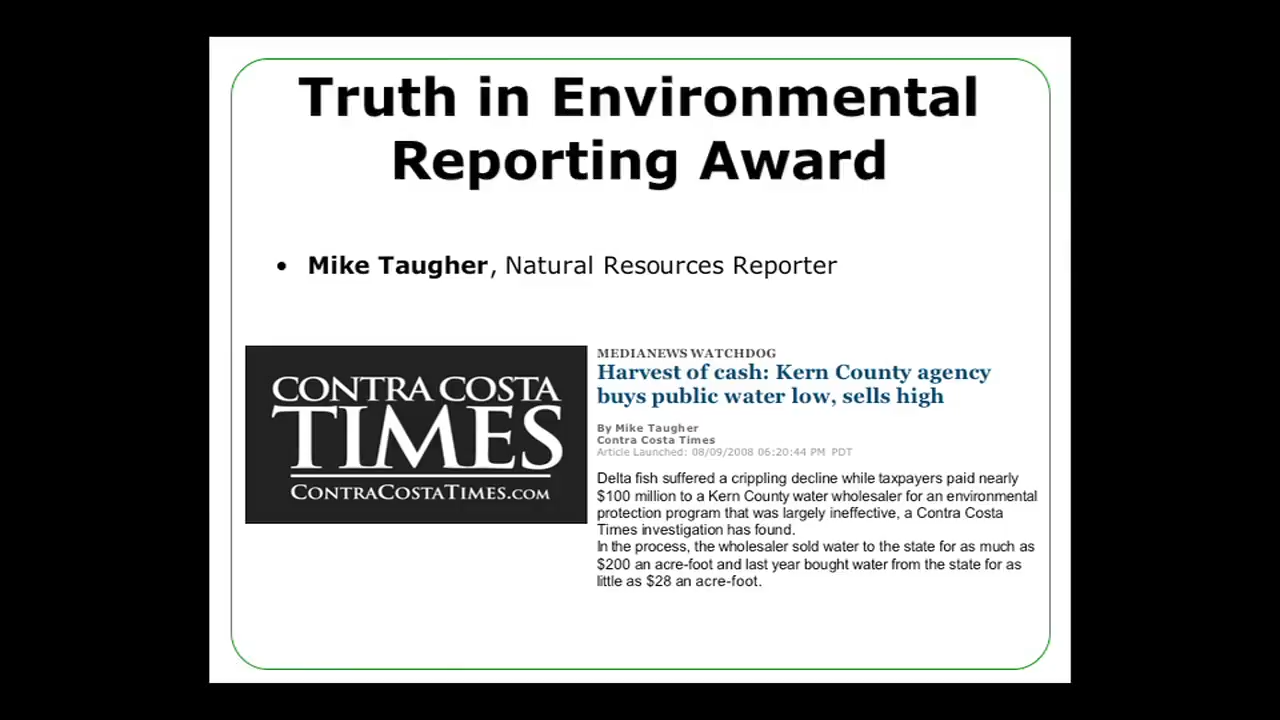 Truth in Environmental
Reporting Award
• Mike Taugher, Natural Resources Reporter
CONTRA COSTA
TIMES
CONTRACOSTATIMES.COM
MEDIANEWS WATCHDOG
Harvest of cash: Kern County agency
buys public water low, sells high
By Mike Taugher
Contra Costa Times
Article Launched: 08/09/2008 06:20:44 PM PDT
Delta fish suffered a crippling decline while taxpayers paid nearly
$100 million to a Kern County water wholesaler for an environmental
protection program that was largely ineffective, a Contra Costa
Times investigation has found.
In the process, the wholesaler sold water to the state for as much as
$200 an acre-foot and last year bought water from the state for as
little as $28 an acre-foot.